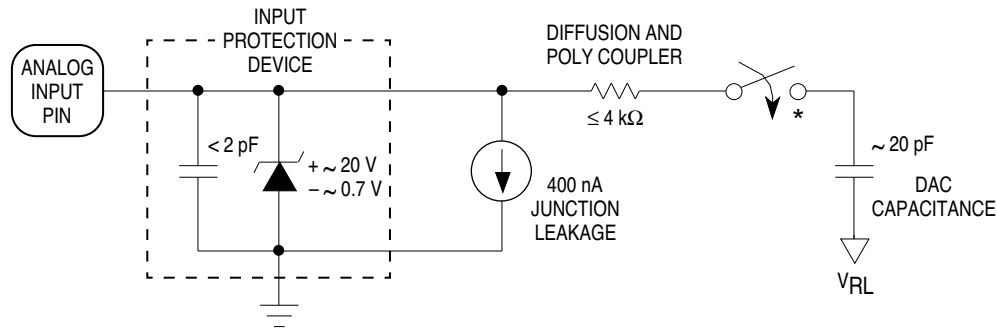 INPUT
PROTECTION
DEVICE
ANALOG
INPUT
PIN
< 2 pF
+ ~ 20 V
– ~ 0.7 V
400 nA
JUNCTION
LEAKAGE
DIFFUSION AND
POLY COUPLER
≤ 4 kΩ
*
~ 20 pF
DAC
CAPACITANCE
VRL